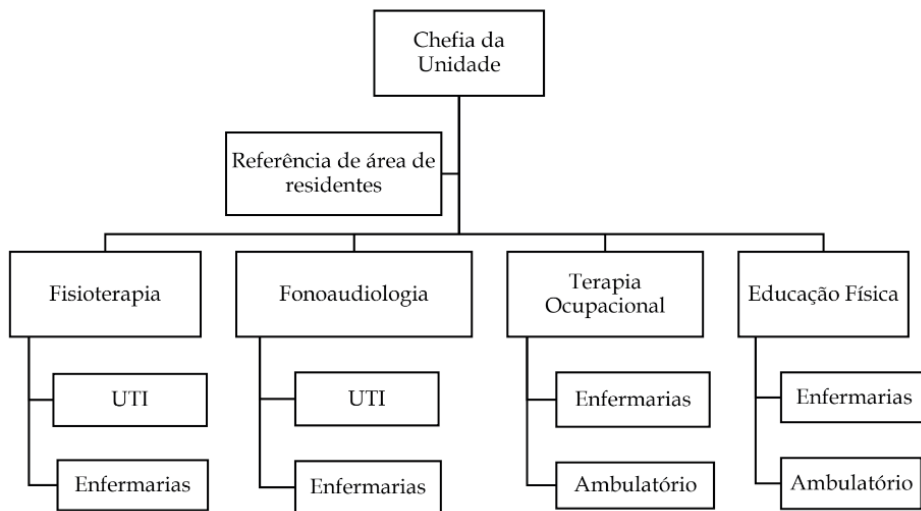 Chefia da
Unidade
Referência de área de
residentes
Fisioterapia
Fonoaudiologia
Terapia
Ocupacional
Educação Física
UTI
UTI
Enfermarias
Enfermarias
Enfermarias
Enfermarias
Ambulatório
Ambulatório